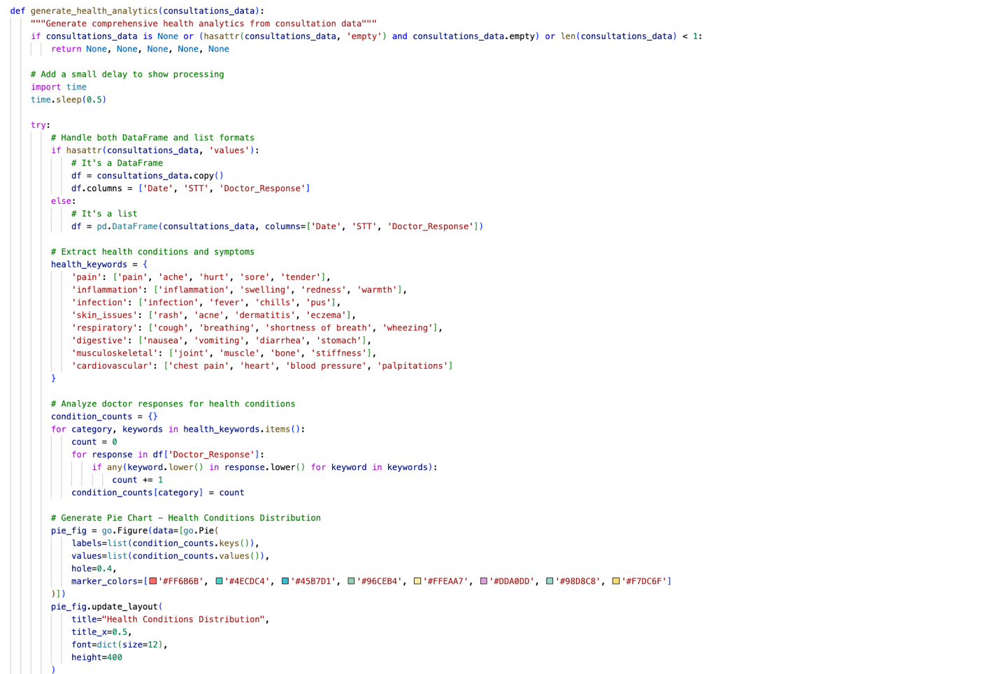 def generate_health_analytics(consultations_data):
    """Generate comprehensive health analytics from consultation data"""
    if consultations_data is None or (hasattr(consultations_data, 'empty') and consultations_data.empty) or len(consultations_data) < 1:
        return None, None, None, None, None

    # Add a small delay to show processing
    import time
    time.sleep(0.5)

    try:
        # Handle both DataFrame and list formats
        if hasattr(consultations_data, 'values'):
            # It's a DataFrame
            df = consultations_data.copy()
            df.columns = ['Date', 'STT', 'Doctor_Response']
        else:
            # It's a list
            df = pd.DataFrame(consultations_data, columns=['Date', 'STT', 'Doctor_Response'])

        # Extract health conditions and symptoms
        health_keywords = {
            'pain': ['pain', 'ache', 'hurt', 'sore', 'tender'],
            'inflammation': ['inflammation', 'swelling', 'redness', 'warmth'],
            'infection': ['infection', 'fever', 'chills', 'pus'],
            'skin_issues': ['rash', 'acne', 'dermatitis', 'eczema'],
            'respiratory': ['cough', 'breathing', 'shortness of breath', 'wheezing'],
            'digestive': ['nausea', 'vomiting', 'diarrhea', 'stomach'],
            'musculoskeletal': ['joint', 'muscle', 'bone', 'stiffness'],
            'cardiovascular': ['chest pain', 'heart', 'blood pressure', 'palpitations']
        }

        # Analyze doctor responses for health conditions
        condition_counts = {}
        for category, keywords in health_keywords.items():
            count = 0
            for response in df['Doctor_Response']:
                if any(keyword.lower() in response.lower() for keyword in keywords):
                    count += 1
            condition_counts[category] = count

        # Generate Pie Chart - Health Conditions Distribution
        pie_fig = go.Figure(data=[go.Pie(
            labels=list(condition_counts.keys()),
            values=list(condition_counts.values()),
            hole=0.4,
            marker_colors=['#FF6B6B', '#4ECDC4', '#45B7D1', '#96CEB4', '#FFEAA7', '#DDA0DD', '#98D8C8', '#F7DC6F']
        )])
        pie_fig.update_layout(
            title="Health Conditions Distribution",
            title_x=0.5,
            font=dict(size=12),
            height=400
        )